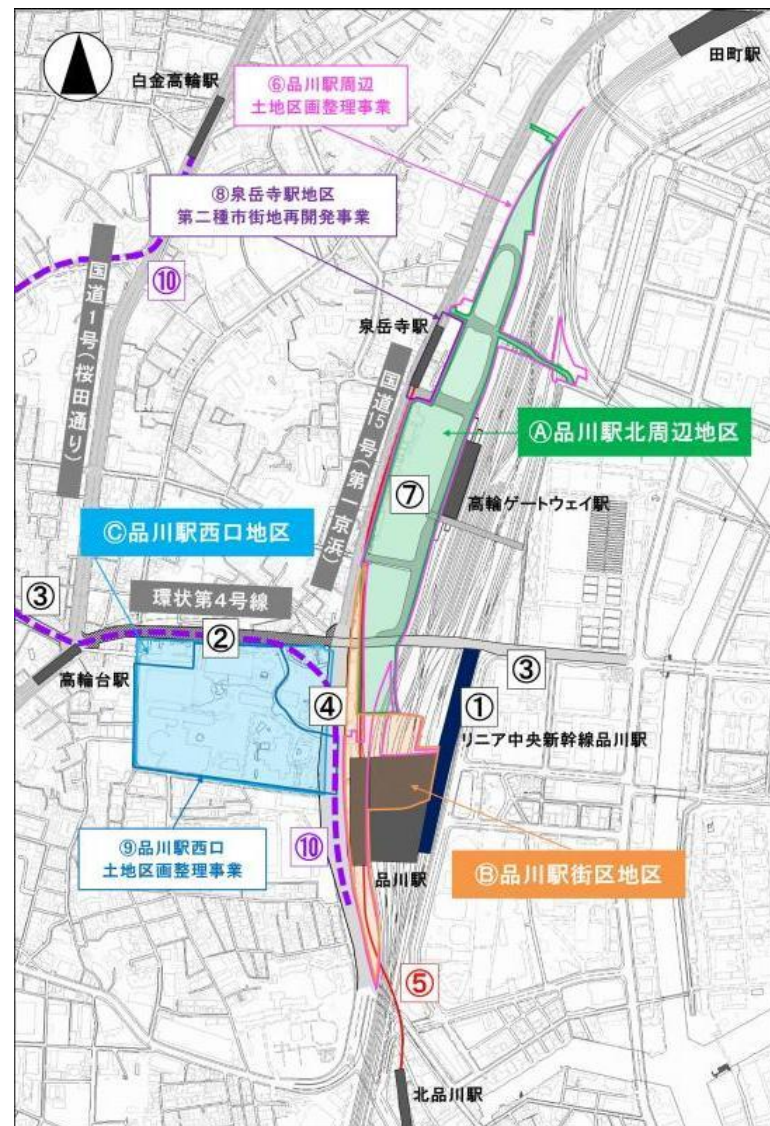 田町駅
白金高輪駅
⑥品川駅周辺
土地区画整理事業
⑧泉岳寺駅地区
第二種市街地再開発事業
⑩
国道1号(桜田通り)
泉岳寺駅
国道15号(第一京浜)
Ⓐ品川駅北周辺地区
⑦
高輪ゲートウェイ駅
Ⓒ品川駅西口地区
③
環状第4号線
②
③
高輪台駅
④
①
リニア中央新幹線品川駅
⑨品川駅西口
土地区画整理事業
⑩
品川駅
Ⓑ品川駅街区地区
⑤
北品川駅